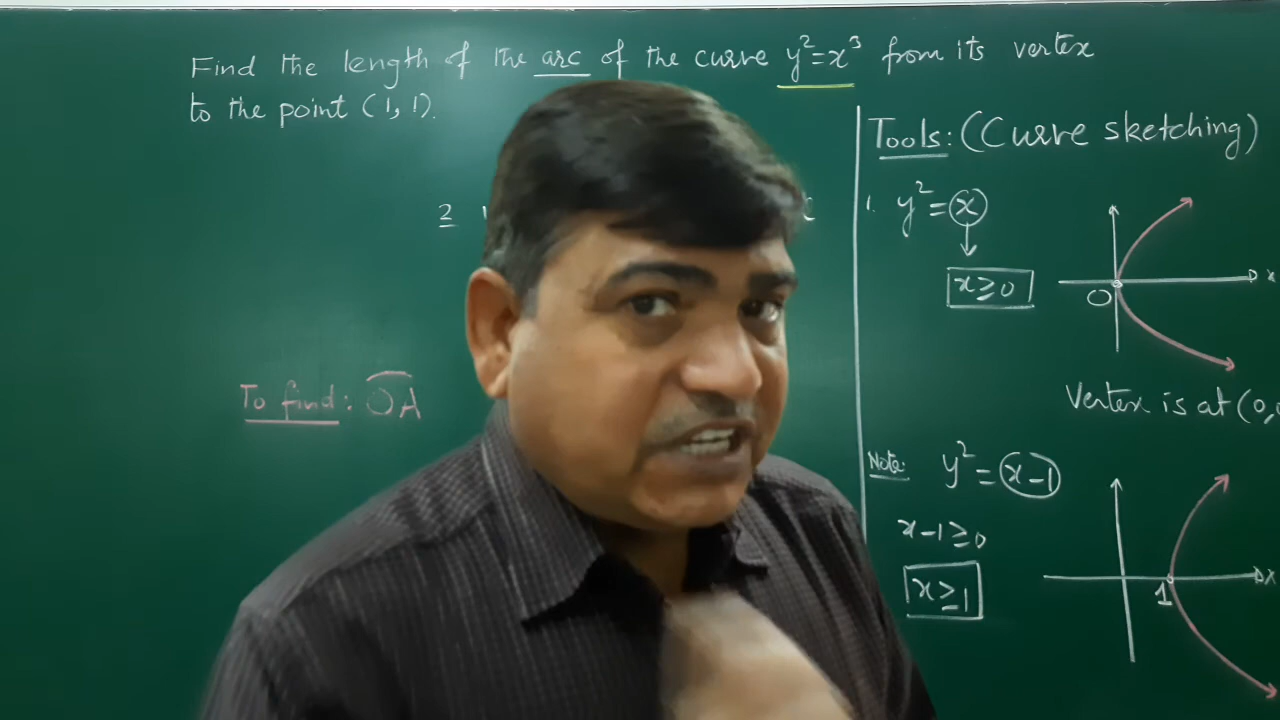 Find the length of the arc of the curve y²=x³ from its vertex
to the point (1, 1).
2
To find: OA
Tools: (Curve sketching)
1. y²=x
x≥0
O
x
Vertex is at (0,
Note: y²=x-1
x-1≥0
x≥1
1
x